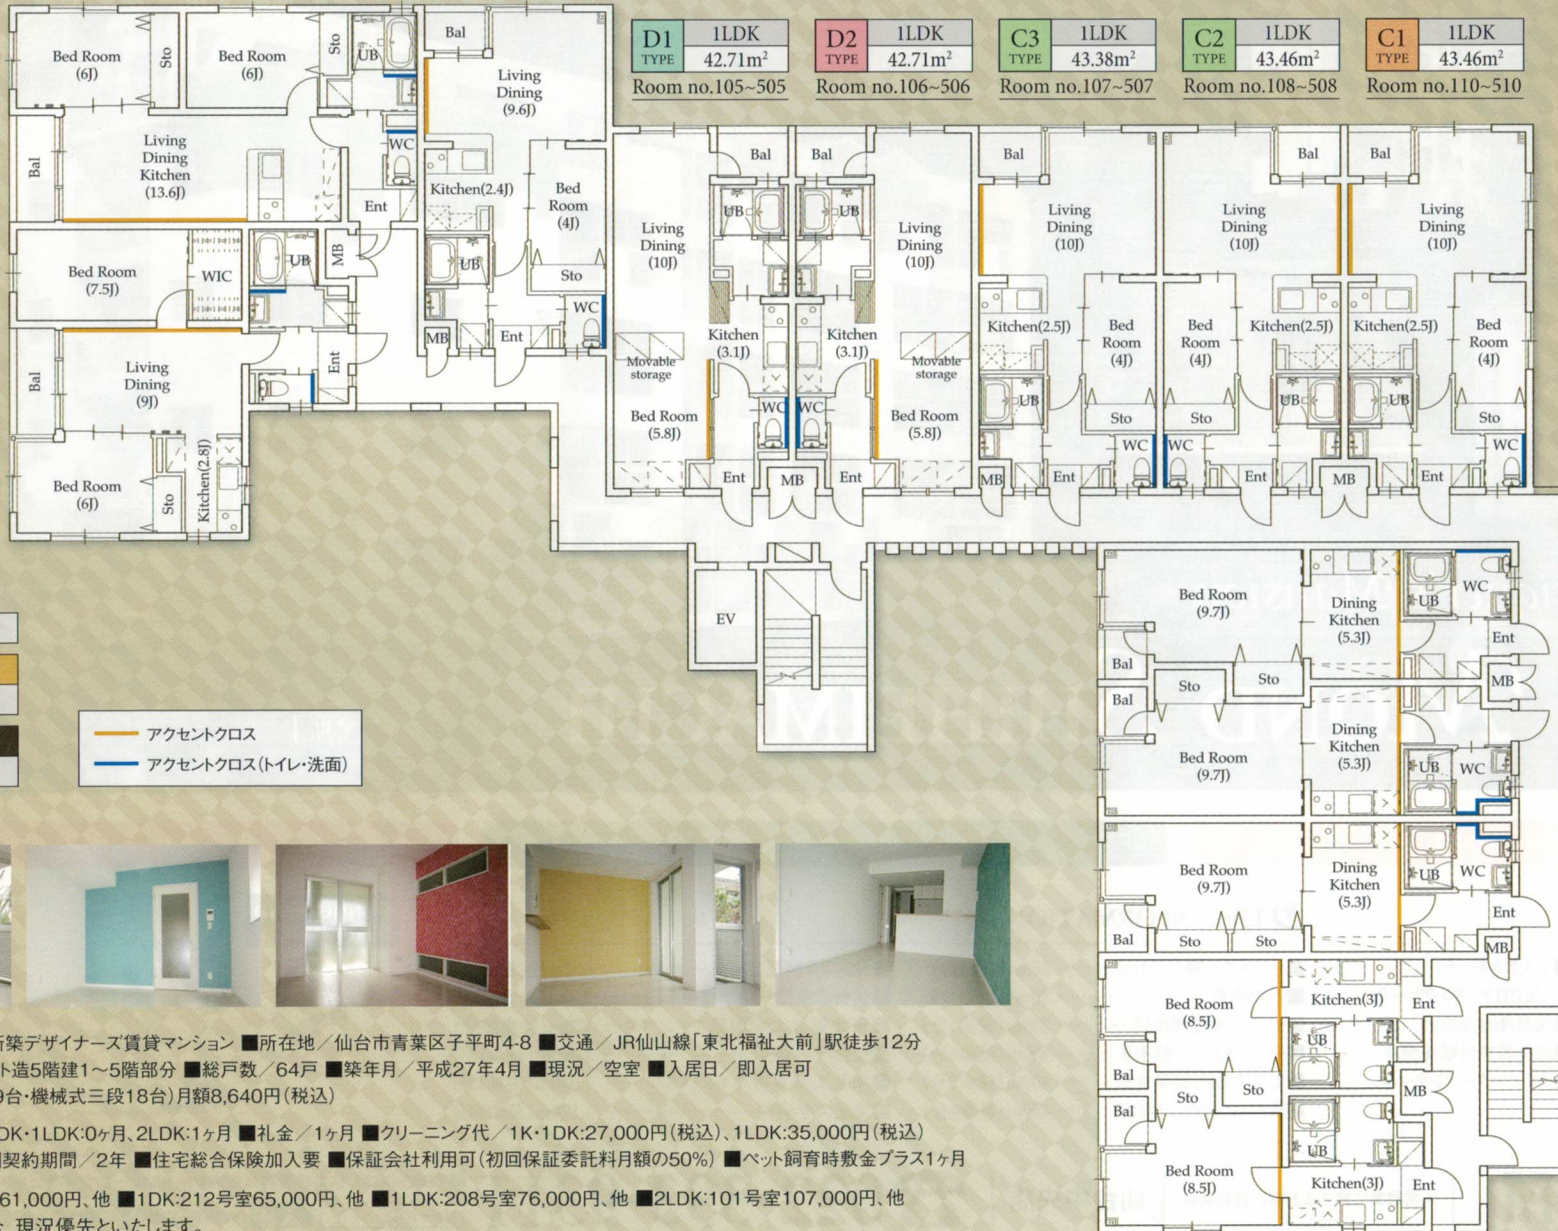 D1 TYPE 1LDK 42.71m²
Room no.105~505
D2 TYPE 1LDK 42.71m²
Room no.106~506
C3 TYPE 1LDK 43.38m²
Room no.107~507
C2 TYPE 1LDK 43.46m²
Room no.108~508
C1 TYPE 1LDK 43.46m²
Room no.110~510
Bed Room
(6J)
Sto
Bed Room
(6J)
Sto
UB
Bal
Living
Dining
Kitchen
(13.6J)
WC
Ent
MB
Bal
Living
Dining
(9.6J)
Kitchen(2.4J)
Bed
Room
(4J)
UB
Sto
WC
MB
Ent
Bed Room
(7.5J)
WIC
UB
Bal
Living
Dining
(9J)
Ent
Bed Room
(6J)
Sto
Kitchen(2.8J)
Living
Dining
(10J)
Bal
UB
Kitchen
(3.1J)
Movable
storage
Bed Room
(5.8J)
WC
Ent
MB
Bal
UB
Living
Dining
(10J)
Kitchen
(3.1J)
Movable
storage
WC
Bed Room
(5.8J)
Ent
Bal
Living
Dining
(10J)
Kitchen(2.5J)
Bed
Room
(4J)
UB
Sto
WC
MB
Ent
Bal
Living
Dining
(10J)
Bed
Room
(4J)
Kitchen(2.5J)
Sto
UB
WC
Ent
MB
Bal
Living
Dining
(10J)
Kitchen(2.5J)
Bed
Room
(4J)
UB
Sto
WC
Ent
EV
Bed Room
(9.7J)
Dining
Kitchen
(5.3J)
UB
WC
Ent
Bal
Sto
MB
Bal
Sto
Bed Room
(9.7J)
Dining
Kitchen
(5.3J)
UB
WC
Bed Room
(9.7J)
Dining
Kitchen
(5.3J)
UB
WC
Ent
Bal
Sto
Sto
MB
Bed Room
(8.5J)
Kitchen(3J)
Ent
UB
Bal
Sto
MB
Bal
Sto
UB
Bed Room
(8.5J)
Kitchen(3J)
Ent
アクセントクロス
アクセントクロス(トイレ・洗面)
新築デザイナーズ賃貸マンション ■所在地/仙台市青葉区子平町4-8 ■交通/JR仙山線「東北福祉大前」駅徒歩12分
ト造5階建1〜5階部分 ■総戸数/64戸 ■築年月/平成27年4月 ■現況/空室 ■入居日/即入居可
9台・機械式三段18台)月額8,640円(税込)
DK・1LDK:0ヶ月、2LDK:1ヶ月 ■礼金/1ヶ月 ■クリーニング代/1K・1DK:27,000円(税込)、1LDK:35,000円(税込)
契約期間/2年 ■住宅総合保険加入要 ■保証会社利用可(初回保証委託料月額の50%) ■ペット飼育時敷金プラス1ヶ月
61,000円、他 ■1DK:212号室65,000円、他 ■1LDK:208号室76,000円、他 ■2LDK:101号室107,000円、他
現況優先といたします。